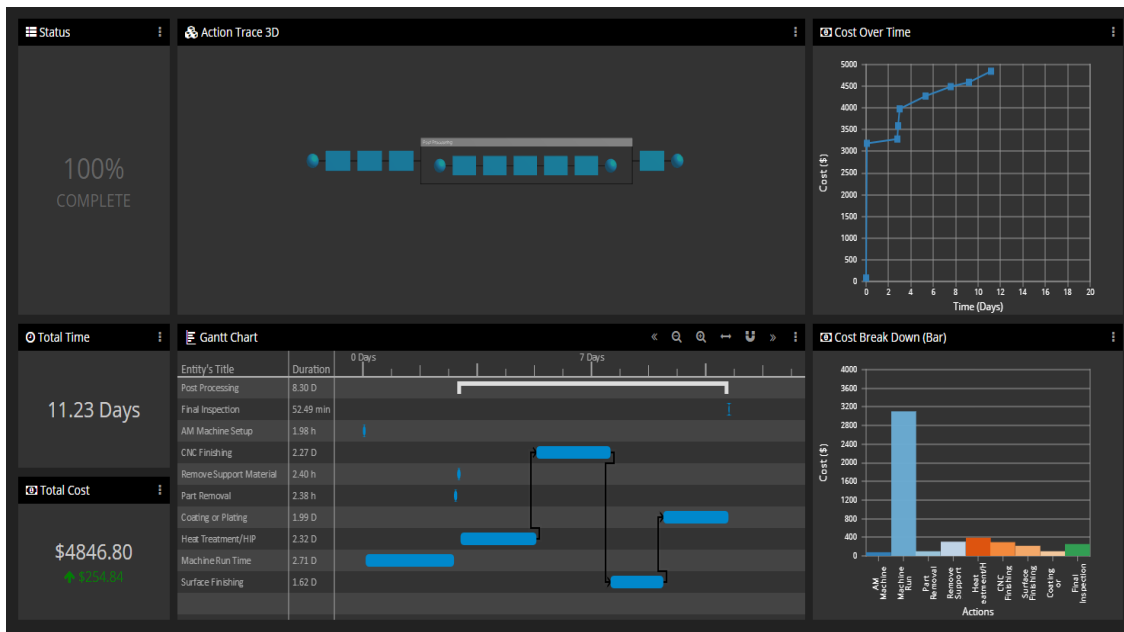 Status
100%
COMPLETE
Action Trace 3D
Post Processing
Cost Over Time
5000
4500
4000
3500
3000
2500
2000
1500
1000
500
0
Cost ($)
0 2 4 6 8 10 12 14 16 18 20
Time (Days)
Total Time
11.23 Days
Total Cost
$4846.80
$254.84
Gantt Chart
0 Days 7 Days
Entity's Title Duration
Post Processing 8.30 D
Final Inspection 52.49 min
AM Machine Setup 1.98 h
CNC Finishing 2.27 D
Remove Support Material 2.40 h
Part Removal 2.38 h
Coating or Plating 1.99 D
Heat Treatment/HIP 2.32 D
Machine Run Time 2.71 D
Surface Finishing 1.62 D
Cost Break Down (Bar)
4000
3600
3200
2800
2400
2000
1600
1200
800
400
0
Cost ($)
AM
Machine
Machine
Run
Part
Removal
Remove
Support
Heat
eatment/H
CNC
Finishing
Surface
Finishing
Coating
or
Final
Inspection
Actions